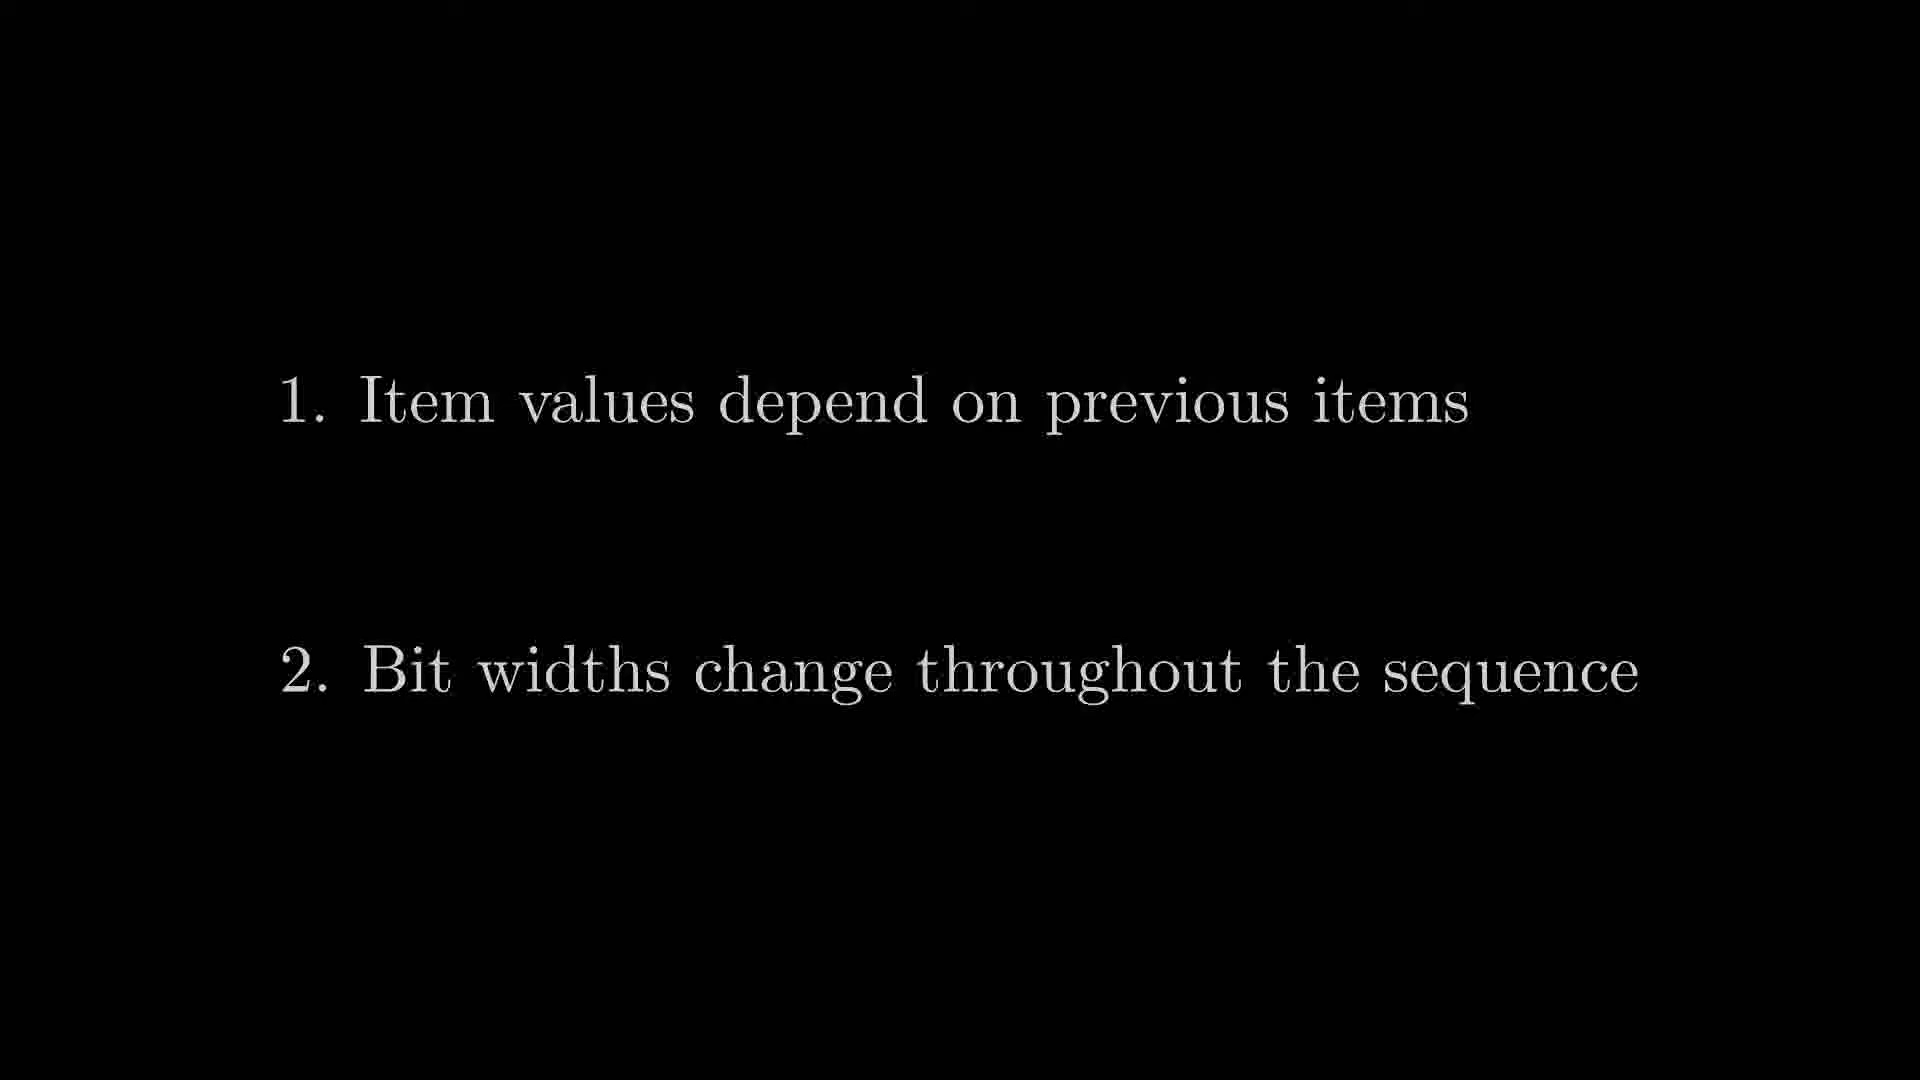 1. Item values depend on previous items
2. Bit widths change throughout the sequence